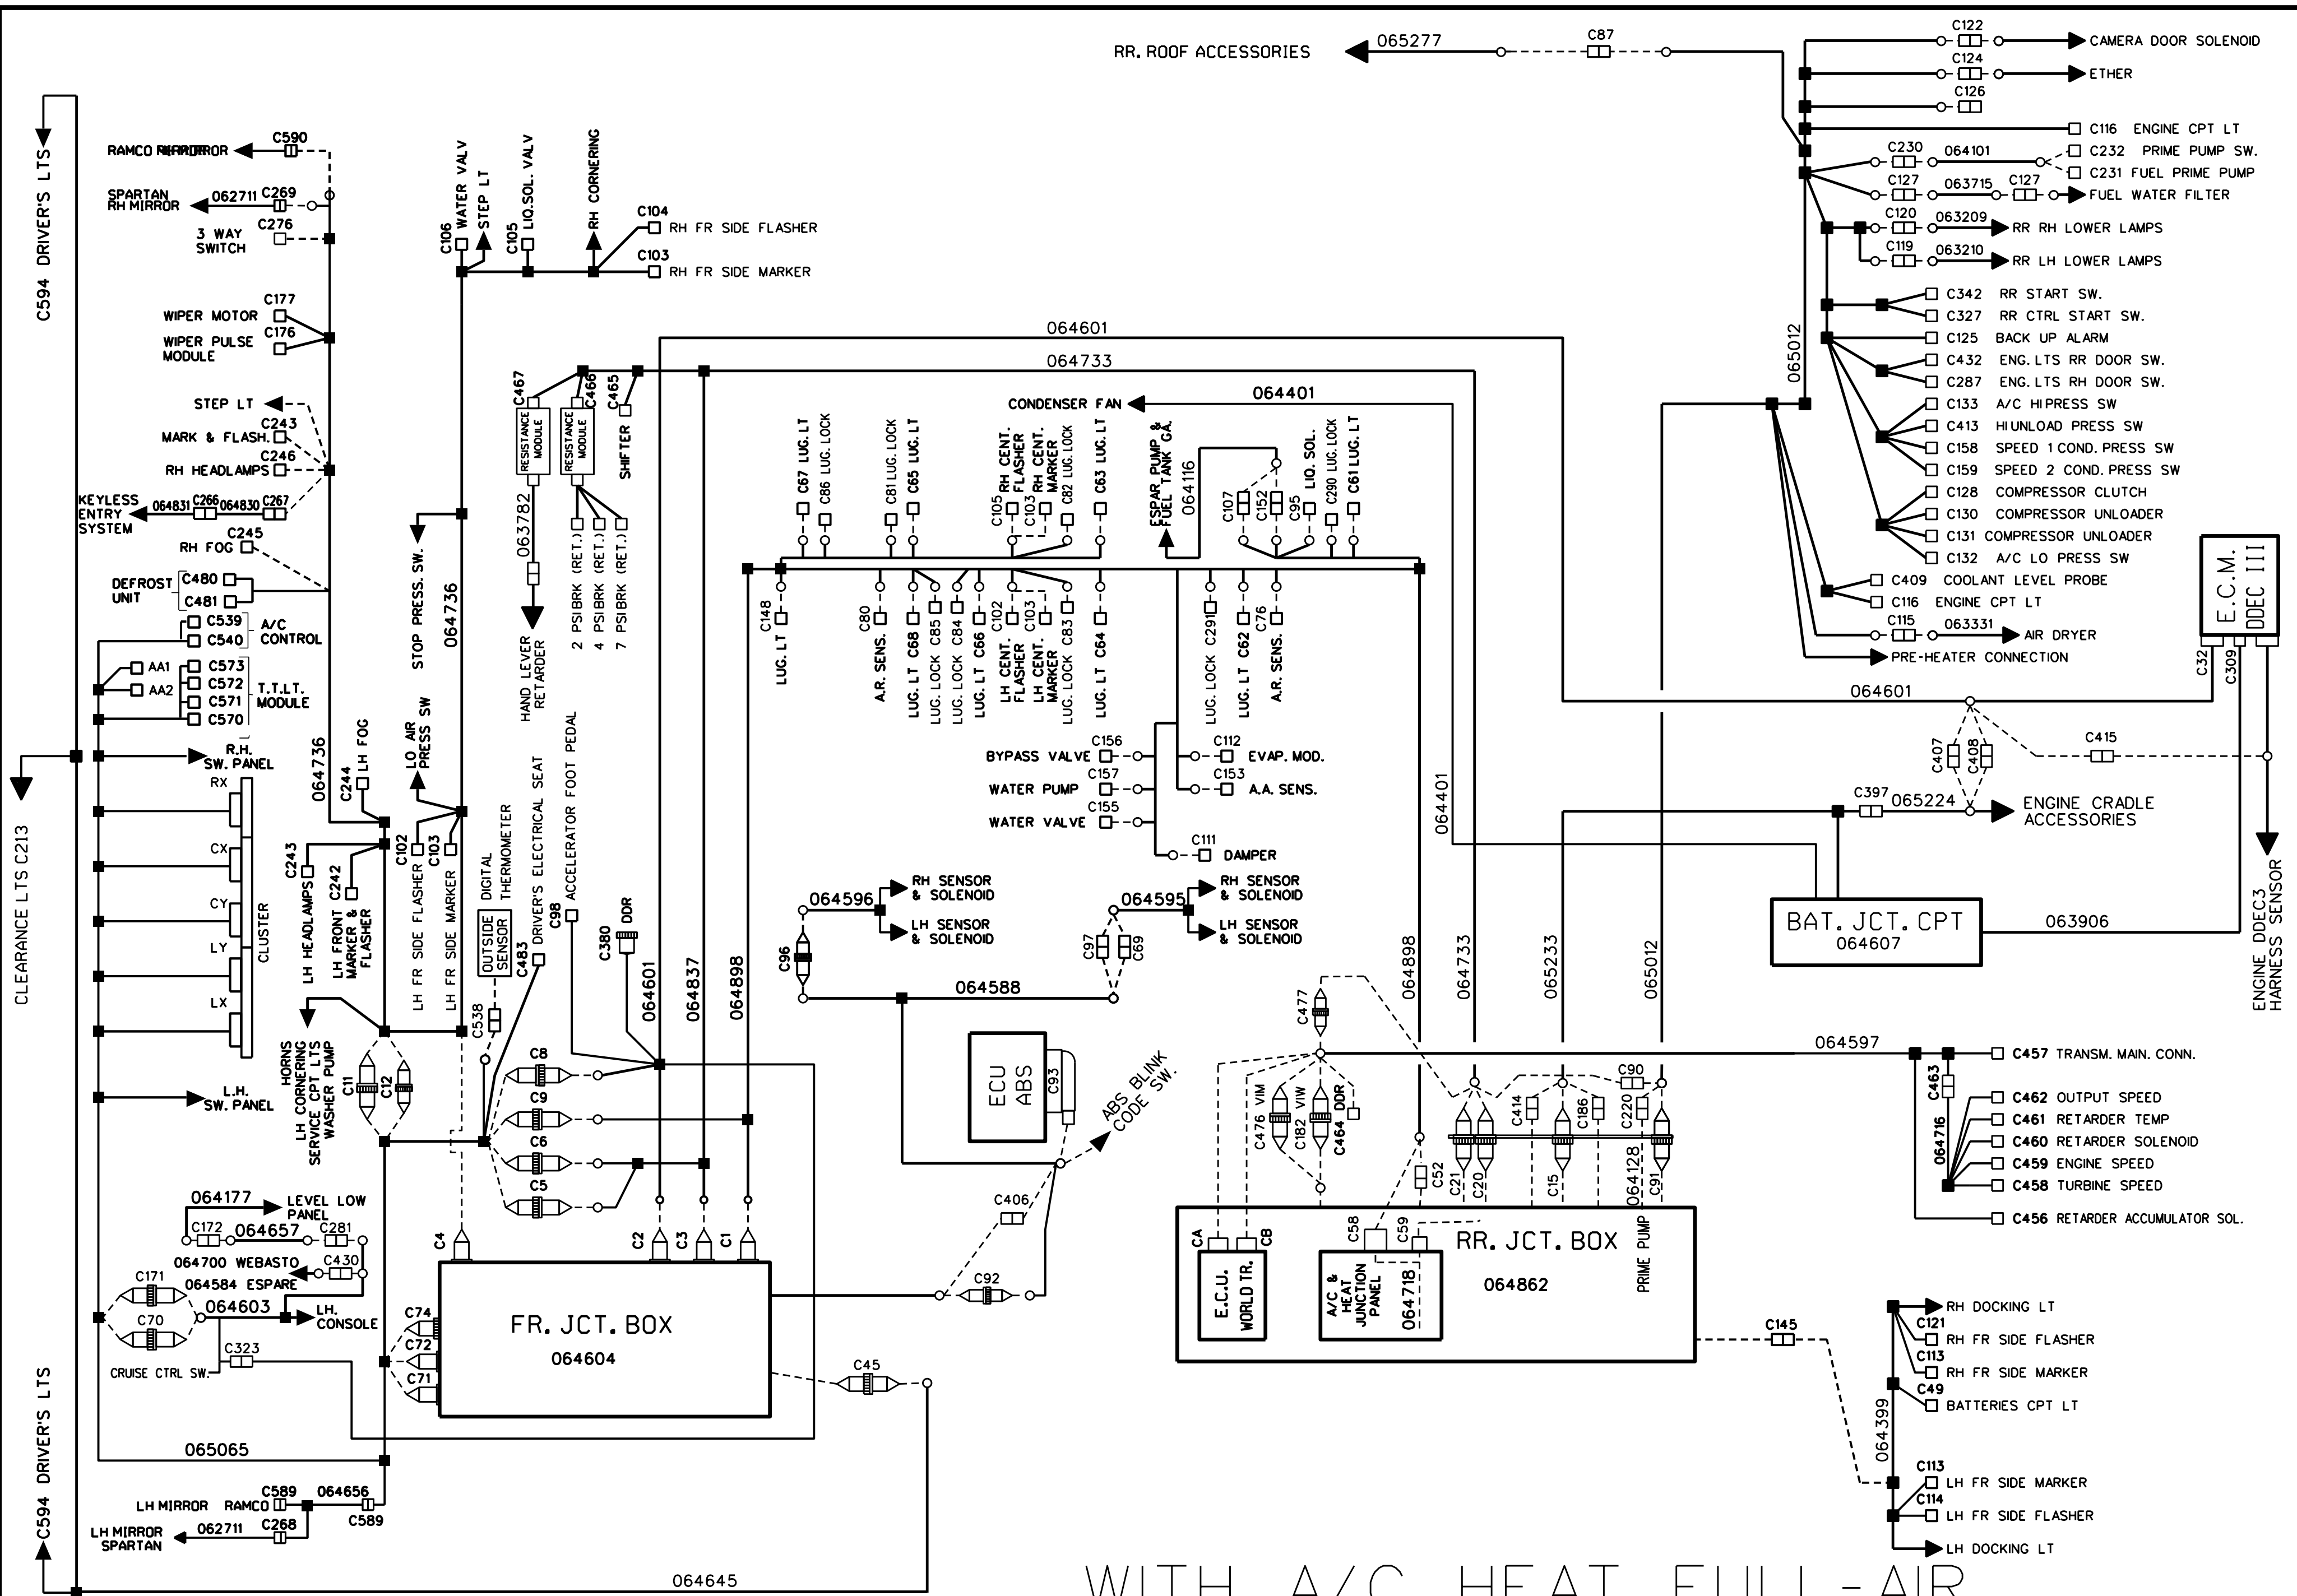 C594 DRIVER'S LTS
CLEARANCE LTS C213
C594 DRIVER'S LTS
RAMCO
C590
SPARTAN
RH MIRROR
062711
C269
C276
3 WAY
SWITCH
C177
WIPER MOTOR
C176
WIPER PULSE
MODULE
STEP LT
C243
MARK & FLASH.
C246
RH HEADLAMPS
KEYLESS
ENTRY
SYSTEM
064831
C266
064830
C267
C245
RH FOG
DEFROST
UNIT
C480
C481
C539
C540
A/C
CONTROL
AA1
AA2
C573
C572
C571
C570
T.T.LT.
MODULE
R.H.
SW. PANEL
RX
CX
CY
LY
LX
CLUSTER
L.H.
SW. PANEL
064736
C244
LH FOG
C243
LH HEADLAMPS
C242
LH FRONT
MARKER &
FLASHER
HORNS
LH CORNERING
SERVICE CPT LTS
WASHER PUMP
C11
C12
064177
LEVEL LOW
PANEL
C172
064657
C281
064700 WEBASTO
C430
064584 ESPARE
C171
064603
LH.
CONSOLE
C70
C323
CRUISE CTRL SW.
065065
LH MIRROR RAMCO
C589
064656
C589
LH MIRROR
SPARTAN
062711
C268
064645
C106
WATER VALV
STEP LT
C105
LIQ.SOL. VALV
RH CORNERING
C104
RH FR SIDE FLASHER
C103
RH FR SIDE MARKER
STOP PRESS. SW.
064736
LO AIR
PRESS SW
C102
C103
LH FR SIDE FLASHER
LH FR SIDE MARKER
DIGITAL
THERMOMETER
OUTSIDE
SENSOR
C538
C483
DRIVER'S ELECTRICAL SEAT
C98
ACCELERATOR FOOT PEDAL
C380
DDR
C467
RESISTANCE
MODULE
C466
RESISTANCE
MODULE
C465
SHIFTER
063782
HAND LEVER
RETARDER
2 PSI BRK (RET.)
4 PSI BRK (RET.)
7 PSI BRK (RET.)
064601
064837
064898
C8
C9
C6
C5
C4
C2
C3
C1
C74
C72
C71
FR. JCT. BOX
064604
C92
C45
C406
064601
064733
064401
CONDENSER FAN
C67 LUG. LT
C86 LUG. LOCK
C81 LUG. LOCK
C65 LUG. LT
C105
RH CENT.
FLASHER
C103
RH CENT.
MARKER
C82 LUG. LOCK
C63 LUG. LT
ESPAR PUMP &
FUEL TANK GA.
064116
C107
C152
C95
LIQ. SOL.
C290 LUG. LOCK
C61 LUG. LT
C148
LUG. LT
C80
A.R. SENS.
LUG. LT C68
LUG. LOCK C85
LUG. LOCK C84
LUG. LT C66
C102
LH CENT.
FLASHER
C103
LH CENT.
MARKER
LUG. LOCK C83
LUG. LT C64
LUG. LOCK C291
LUG. LT C62
C76
A.R. SENS.
BYPASS VALVE
C156
C112
EVAP. MOD.
WATER PUMP
C157
C153
A.A. SENS.
WATER VALVE
C155
C111
DAMPER
064596
RH SENSOR
& SOLENOID
LH SENSOR
& SOLENOID
C96
064595
RH SENSOR
& SOLENOID
LH SENSOR
& SOLENOID
C97
C69
064588
ECU
ABS
C93
ABS BLINK
CODE SW.
064401
064898
064733
065233
065012
C477
064597
C476 VIM
C182 VIW
C464 DDR
C52
C21
C20
C414
C15
C186
C220
C90
064128
C91
CA
CB
E.C.U.
WORLD TR.
C58
C59
A/C &
HEAT
JUNCTION
PANEL
064718
RR. JCT. BOX
064862
PRIME PUMP
C145
RR. ROOF ACCESSORIES
065277
C87
065012
C122
CAMERA DOOR SOLENOID
C124
ETHER
C126
C116 ENGINE CPT LT
C230
064101
C232 PRIME PUMP SW.
C231 FUEL PRIME PUMP
C127
063715
C127
FUEL WATER FILTER
C120
063209
RR RH LOWER LAMPS
C119
063210
RR LH LOWER LAMPS
C342 RR START SW.
C327 RR CTRL START SW.
C125 BACK UP ALARM
C432 ENG. LTS RR DOOR SW.
C287 ENG. LTS RH DOOR SW.
C133 A/C HI PRESS SW
C413 HI UNLOAD PRESS SW
C158 SPEED 1 COND. PRESS SW
C159 SPEED 2 COND. PRESS SW
C128 COMPRESSOR CLUTCH
C130 COMPRESSOR UNLOADER
C131 COMPRESSOR UNLOADER
C132 A/C LO PRESS SW
C409 COOLANT LEVEL PROBE
C116 ENGINE CPT LT
C115
063331
AIR DRYER
PRE-HEATER CONNECTION
E.C.M.
DDEC III
C32
C309
064601
C407
C408
C415
C397
065224
ENGINE CRADLE
ACCESSORIES
BAT. JCT. CPT
064607
063906
ENGINE DDEC3
HARNESS SENSOR
C457 TRANSM. MAIN. CONN.
C463
064716
C462 OUTPUT SPEED
C461 RETARDER TEMP
C460 RETARDER SOLENOID
C459 ENGINE SPEED
C458 TURBINE SPEED
C456 RETARDER ACCUMULATOR SOL.
064399
RH DOCKING LT
C121
RH FR SIDE FLASHER
C113
RH FR SIDE MARKER
C49
BATTERIES CPT LT
C113
LH FR SIDE MARKER
C114
LH FR SIDE FLASHER
LH DOCKING LT
WITH A/C HEAT FULL-AIR